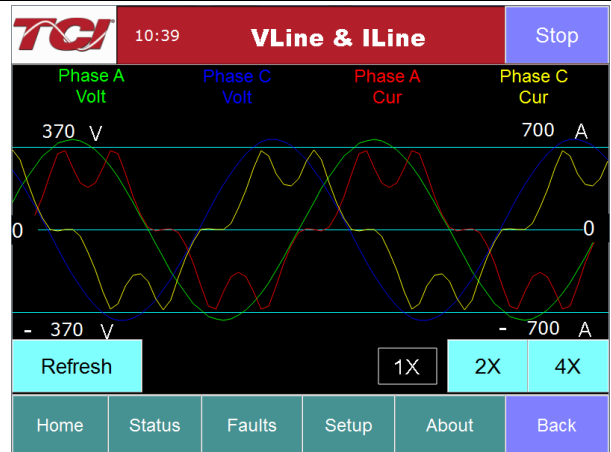 TCI 10:39 VLine & ILine Stop
Phase A Phase C Phase A Phase C
Volt Volt Cur Cur
370 V 700 A
0 0
- 370 V - 700 A
Refresh 1X 2X 4X
Home Status Faults Setup About Back